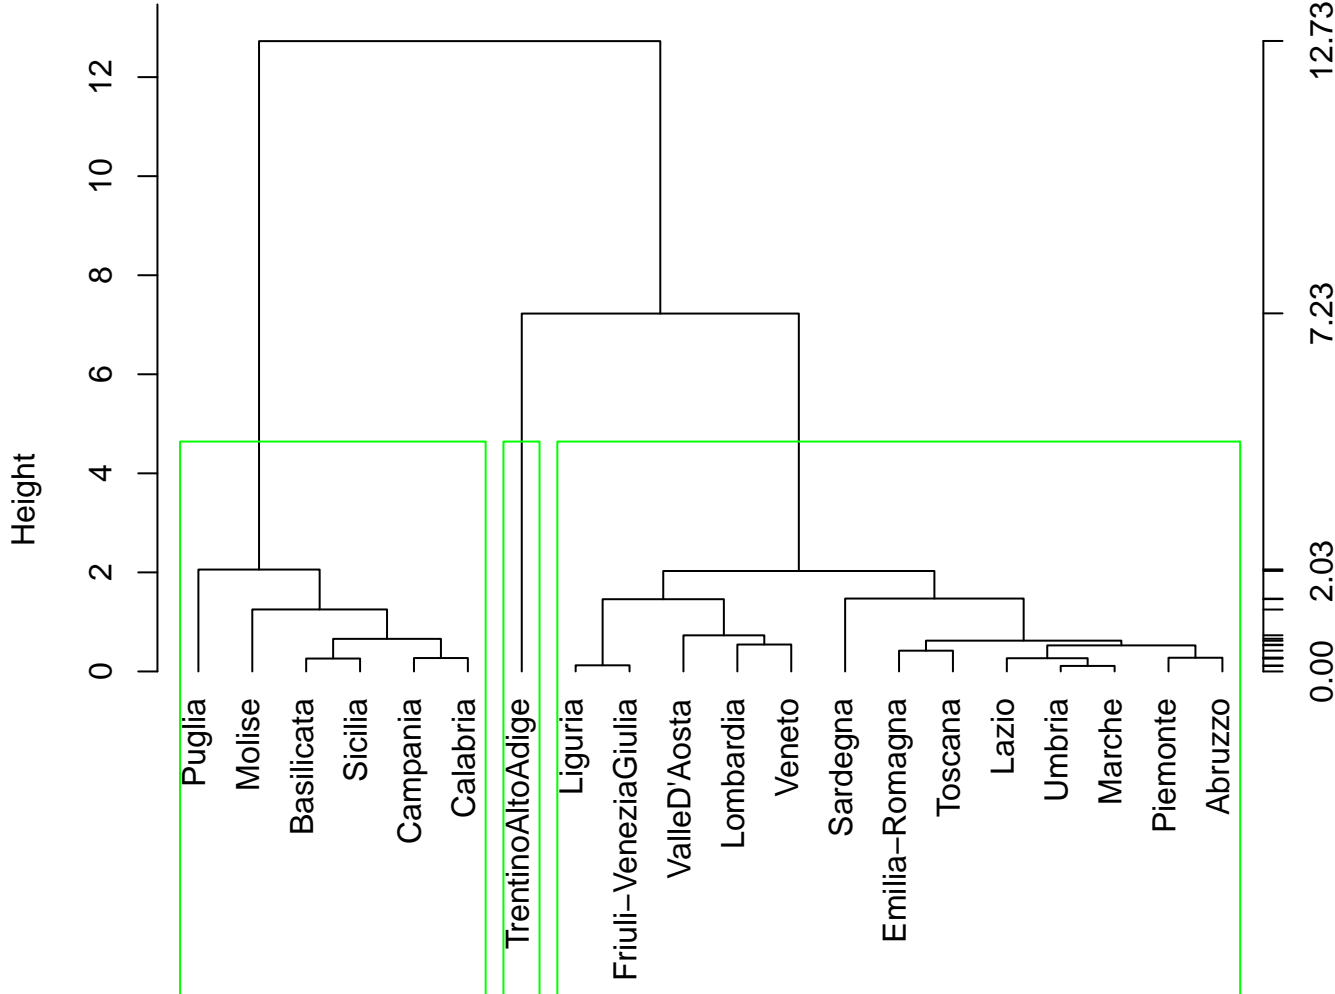 Height
0
2
4
6
8
10
12
12.73
7.23
2.03
0.00
Puglia
Molise
Basilicata
Sicilia
Campania
Calabria
TrentinoAltoAdige
Liguria
Friuli−VeneziaGiulia
ValleD'Aosta
Lombardia
Veneto
Sardegna
Emilia−Romagna
Toscana
Lazio
Umbria
Marche
Piemonte
Abruzzo